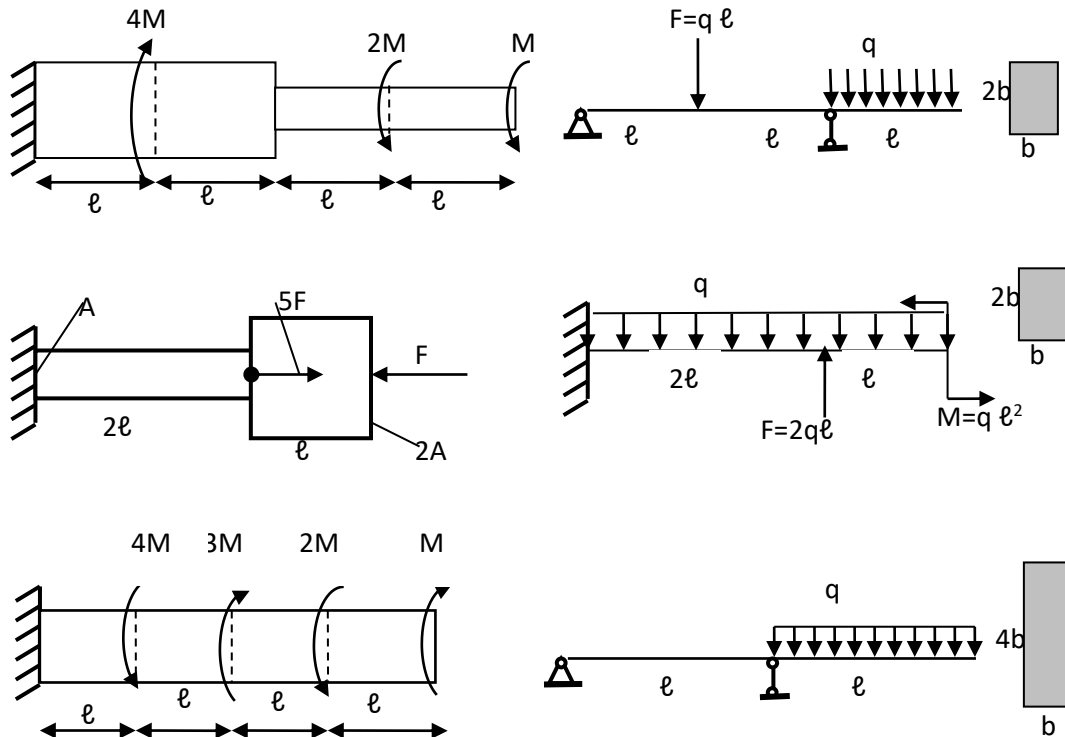 4M
2M
M
ℓ
ℓ
ℓ
ℓ
F=q ℓ
q
ℓ
ℓ
ℓ
2b
b
A
5F
F
2ℓ
ℓ
2A
q
2ℓ
ℓ
F=2qℓ
M=q ℓ²
2b
b
4M
3M
2M
M
ℓ
ℓ
ℓ
ℓ
q
ℓ
ℓ
4b
b